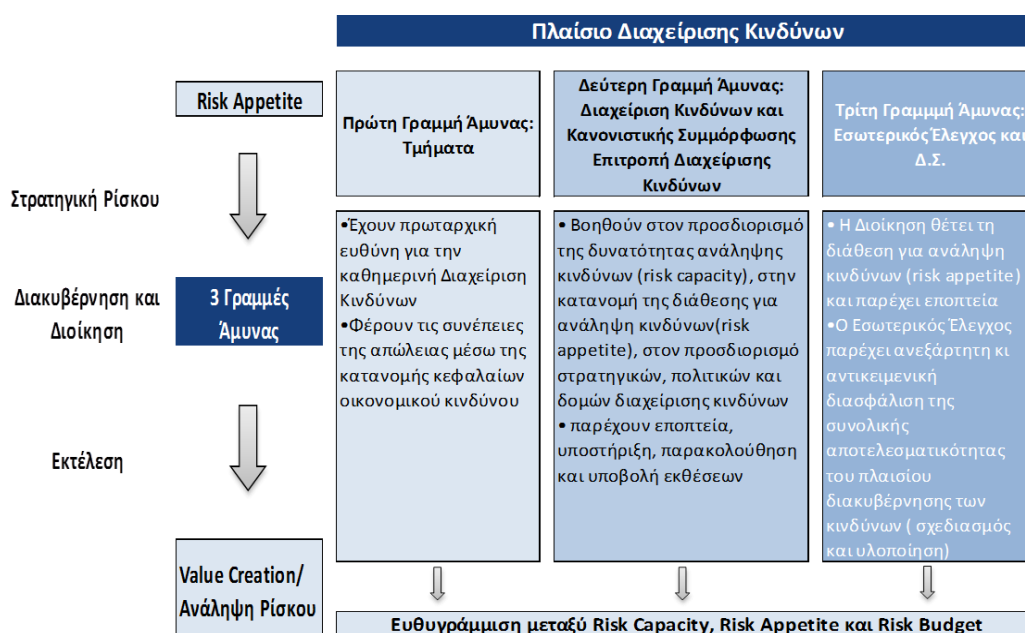 Πλαίσιο Διαχείρισης Κινδύνων
Risk Appetite
Στρατηγική Ρίσκου
Διακυβέρνηση και
Διοίκηση
3 Γραμμές
Άμυνας
Εκτέλεση
Value Creation/
Ανάληψη Ρίσκου
Πρώτη Γραμμή Άμυνας:
Τμήματα
•Έχουν πρωταρχική
ευθύνη για την
καθημερινή Διαχείριση
Κινδύνων
•Φέρουν τις συνέπειες
της απώλειας μέσω της
κατανομής κεφαλαίων
οικονομικού κινδύνου
Δεύτερη Γραμμή Άμυνας:
Διαχείριση Κινδύνων και
Κανονιστικής Συμμόρφωσης
Επιτροπή Διαχείρισης
Κινδύνων
• Βοηθούν στον προσδιορισμό
της δυνατότητας ανάληψης
κινδύνων (risk capacity), στην
κατανομή της διάθεσης για
ανάληψη κινδύνων(risk
appetite), στον προσδιορισμό
στρατηγικών, πολιτικών και
δομών διαχείρισης κινδύνων
• παρέχουν εποπτεία,
υποστήριξη, παρακολούθηση
και υποβολή εκθέσεων
Τρίτη Γραμμμή Άμυνας:
Εσωτερικός Έλεγχος και
Δ.Σ.
• Η Διοίκηση θέτει τη
διάθεση για ανάληψη
κινδύνων (risk appetite)
και παρέχει εποπτεία
•Ο Εσωτερικός Έλεγχος
παρέχει ανεξάρτητη κι
αντικειμενική
διασφάλιση της
συνολικής
αποτελεσματικότητας
του πλαισίου
διακυβέρνησης των
κινδύνων ( σχεδιασμός
και υλοποίηση)
Ευθυγράμμιση μεταξύ Risk Capacity, Risk Appetite και Risk Budget